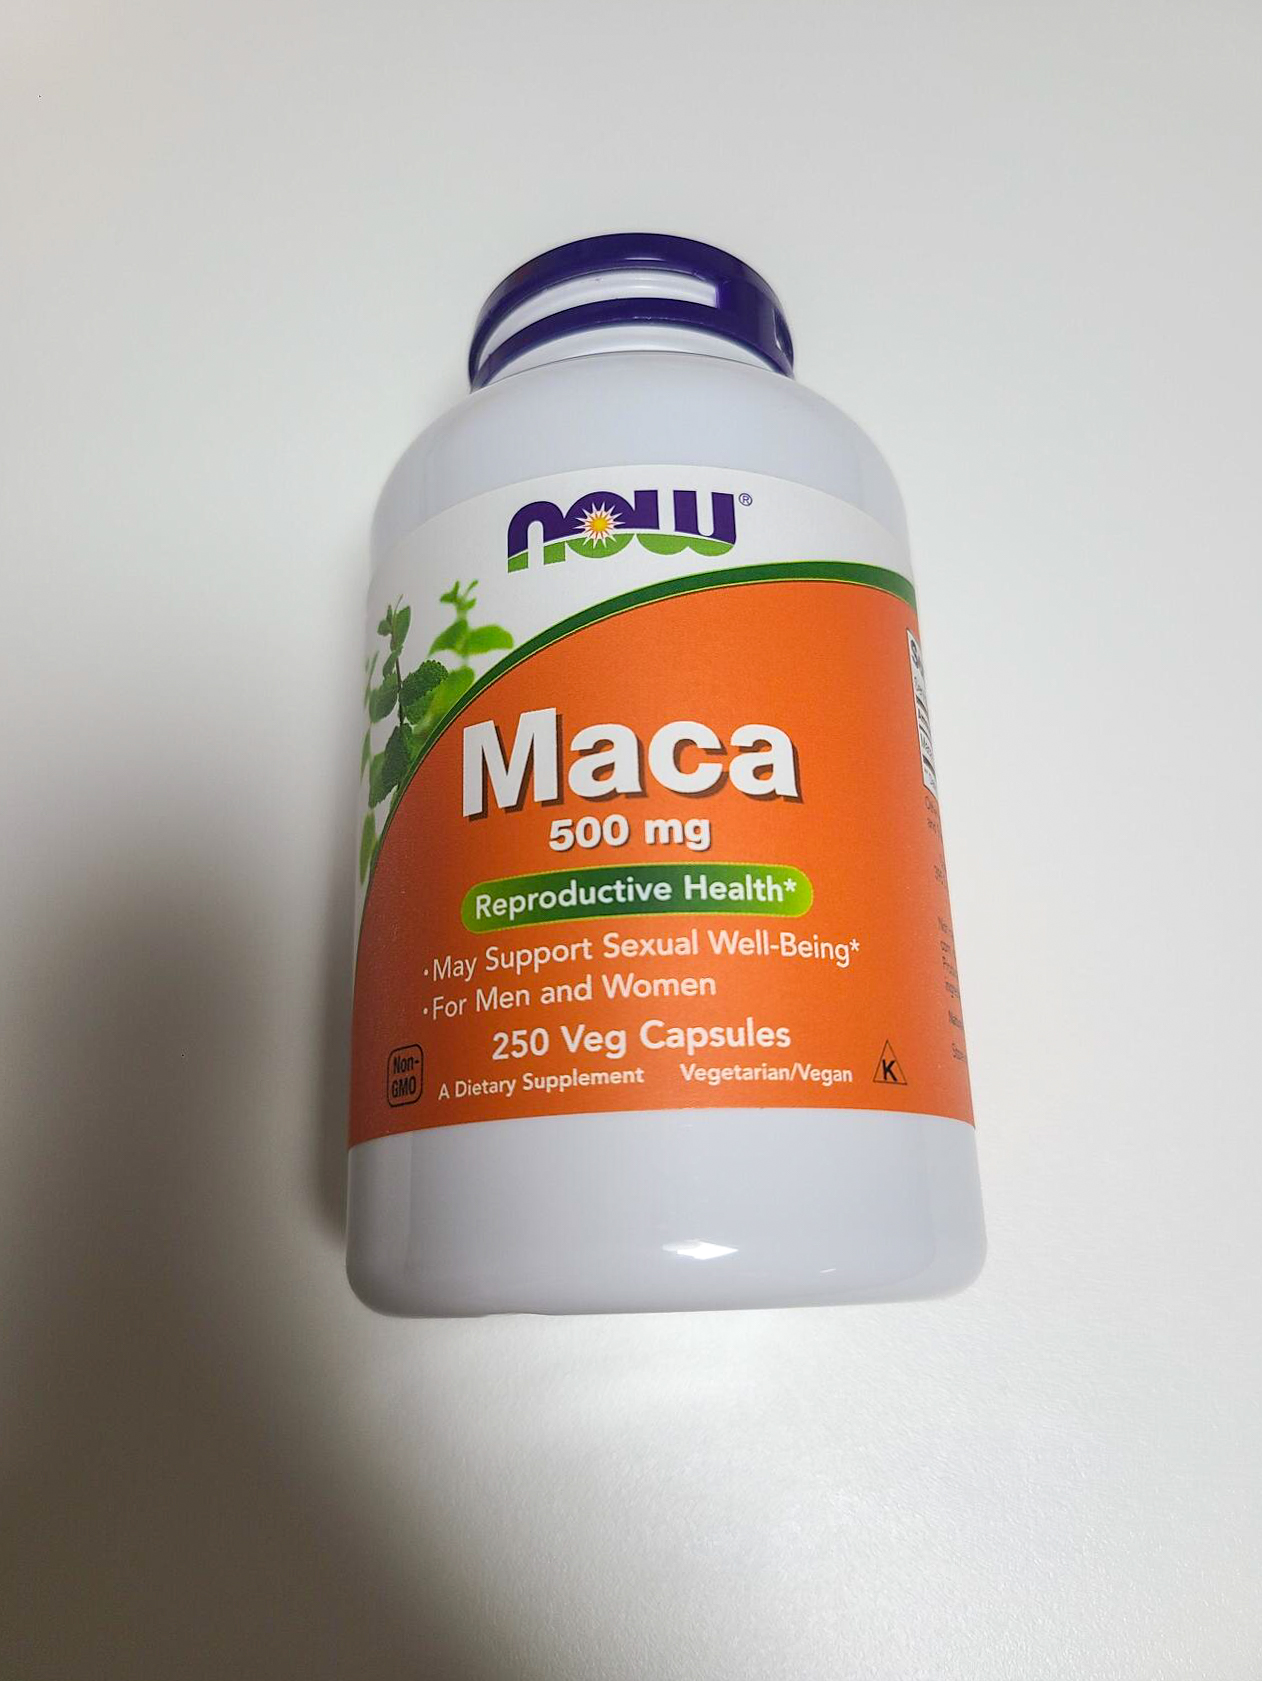 now®
Maca
500 mg
Reproductive Health*
•May Support Sexual Well-Being*
•For Men and Women
250 Veg Capsules
Non-
GMO
A Dietary Supplement
Vegetarian/Vegan
K